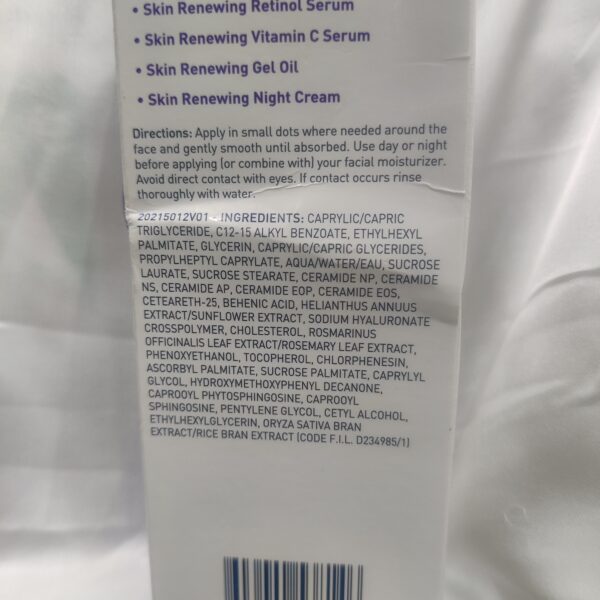 • Skin Renewing Retinol Serum
• Skin Renewing Vitamin C Serum
• Skin Renewing Gel Oil
• Skin Renewing Night Cream
Directions: Apply in small dots where needed around the
face and gently smooth until absorbed. Use day or night
before applying (or combine with) your facial moisturizer.
Avoid direct contact with eyes. If contact occurs rinse
thoroughly with water.
20215012V01 - INGREDIENTS: CAPRYLIC/CAPRIC
TRIGLYCERIDE, C12-15 ALKYL BENZOATE, ETHYLHEXYL
PALMITATE, GLYCERIN, CAPRYLIC/CAPRIC GLYCERIDES,
PROPYLHEPTYL CAPRYLATE, AQUA/WATER/EAU, SUCROSE
LAURATE, SUCROSE STEARATE, CERAMIDE NP, CERAMIDE
NS, CERAMIDE AP, CERAMIDE EOP, CERAMIDE EOS,
CETEARETH-25, BEHENIC ACID, HELIANTHUS ANNUUS
EXTRACT/SUNFLOWER EXTRACT, SODIUM HYALURONATE
CROSSPOLYMER, CHOLESTEROL, ROSMARINUS
OFFICINALIS LEAF EXTRACT/ROSEMARY LEAF EXTRACT,
PHENOXYETHANOL, TOCOPHEROL, CHLORPHENESIN,
ASCORBYL PALMITATE, SUCROSE PALMITATE, CAPRYLYL
GLYCOL, HYDROXYMETHOXYPHENYL DECANONE,
CAPROOYL PHYTOSPHINGOSINE, CAPROOYL
SPHINGOSINE, PENTYLENE GLYCOL, CETYL ALCOHOL,
ETHYLHEXYLGLYCERIN, ORYZA SATIVA BRAN
EXTRACT/RICE BRAN EXTRACT (CODE F.I.L. D234985/1)